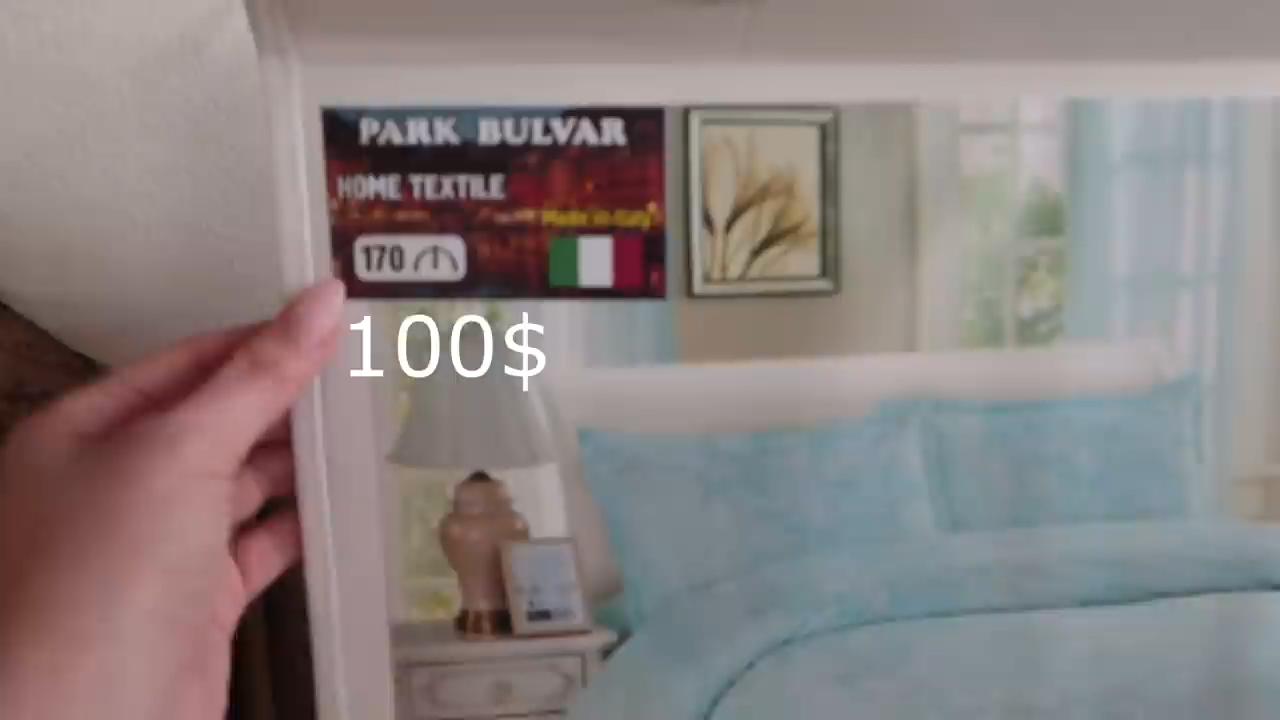 PARK BULVAR
HOME TEXTILE
Made in Italy
170 ₼
100$